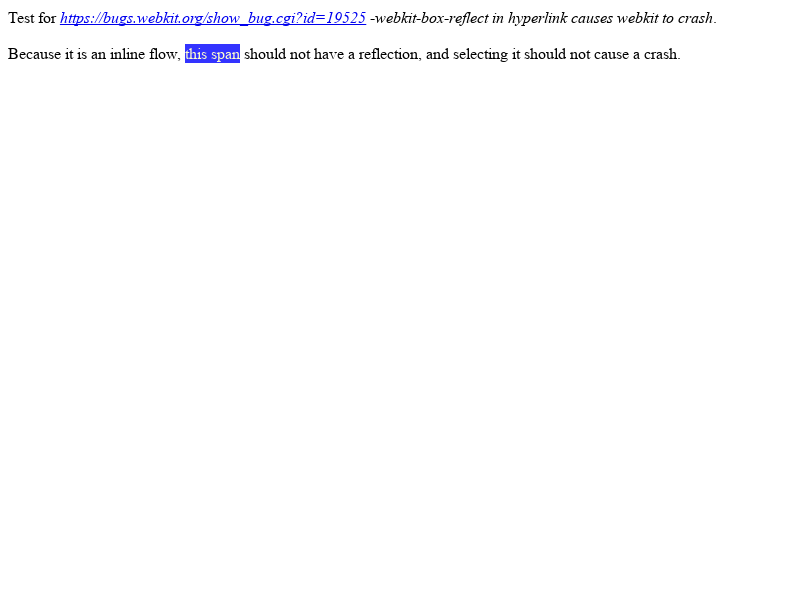 Test for https://bugs.webkit.org/show_bug.cgi?id=19525 -webkit-box-reflect in hyperlink causes webkit to crash.
Because it is an inline flow, this span should not have a reflection, and selecting it should not cause a crash.